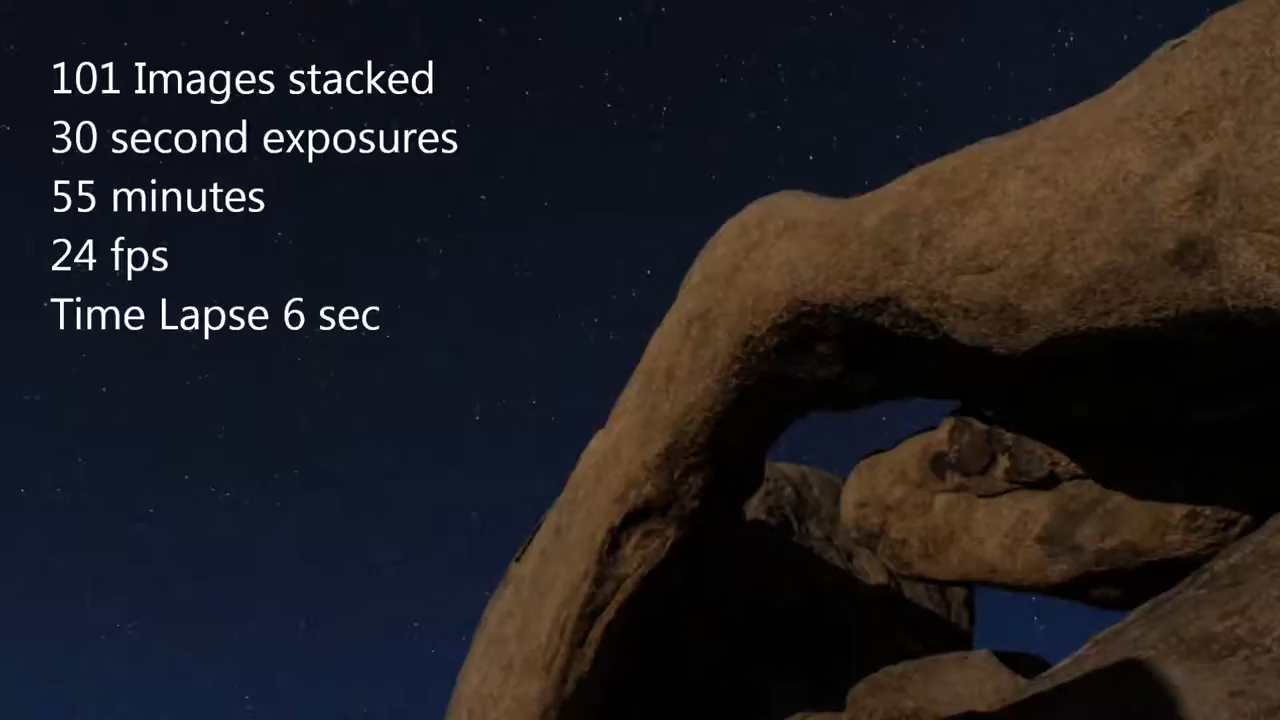 101 Images stacked
30 second exposures
55 minutes
24 fps
Time Lapse 6 sec